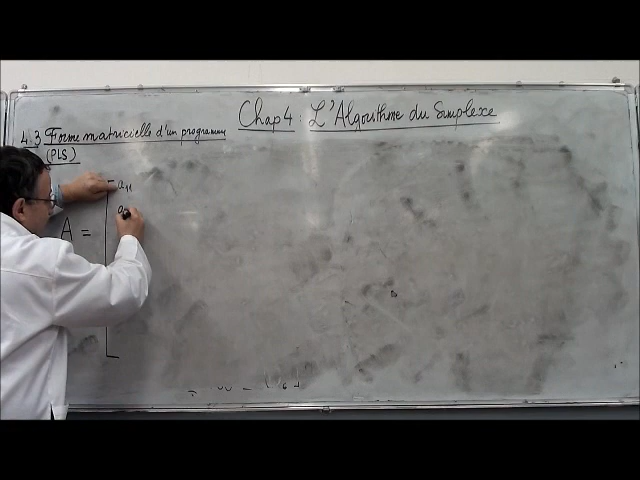 Chap 4 : L'Algorithme du Simplexe
4.3 Forme matricielle d'un programme
(PLS)
a11
A =